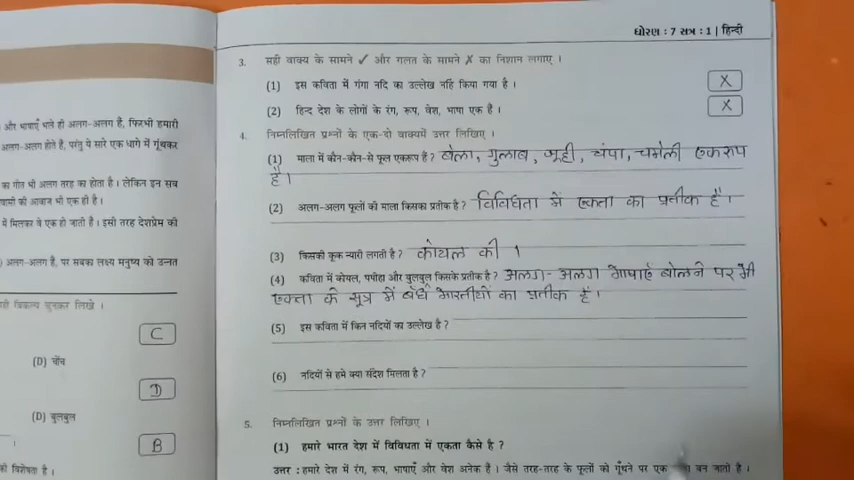 धोरण : 7 सत्र : 1 | हिन्दी
और भाषाएँ भले ही अलग-अलग हैं, फिरभी हमारी
अलग-अलग होते हैं, परंतु ये सारे एक धागे में गूंथकर
का गीत भी अलग तरह का होता है । लेकिन इन सब
की आवाज भी एक ही है ।
में मिलकर वे एक हो जाती है । इसी तरह देशप्रेम की
अलग-अलग है, पर सबका लक्ष्य मनुष्य को उन्नत
विकल्प चुनकर लिखे ।
C
(D) चोंच
D
(D) बुलबुल
B
की विशेषता है ।
3. सही वाक्य के सामने ✓ और गलत के सामने ✗ का निशान लगाए ।
(1) इस कविता में गंगा नदि का उल्लेख नहि किया गया है । X
(2) हिन्द देश के लोगों के रंग, रूप, वेश, भाषा एक है । X
4. निम्नलिखित प्रश्नों के एक-दो वाक्यमें उत्तर लिखिए ।
(1) माला में कौन-कौन-से फूल एकरूप है ? बेला, गुलाब, जूही, चंपा, चमेली एकरुप
है ।
(2) अलग-अलग फूलों की माला किसका प्रतीक है ? विविधता में एकता का प्रतीक है ।
(3) किसकी कूक न्यारी लगती है ? कोयल की ।
(4) कविता में कोयल, पपीहा और बुलबुल किसके प्रतीक है ? अलग-अलग भाषाएँ बोलने पर भी
एकता के सूत्र में बंधे भारतीयों का प्रतीक हैं ।
(5) इस कविता में किन नदियों का उल्लेख है ?
(6) नदियों से हमे क्या संदेश मिलता है ?
5. निम्नलिखित प्रश्नों के उत्तर लिखिए ।
(1) हमारे भारत देश में विविधता में एकता कैसे है ?
उत्तर : हमारे देश में रंग, रूप, भाषाएँ और वेश अनेक हैं । जैसे तरह-तरह के फूलों को गूँथने पर एक बन जाती है ।